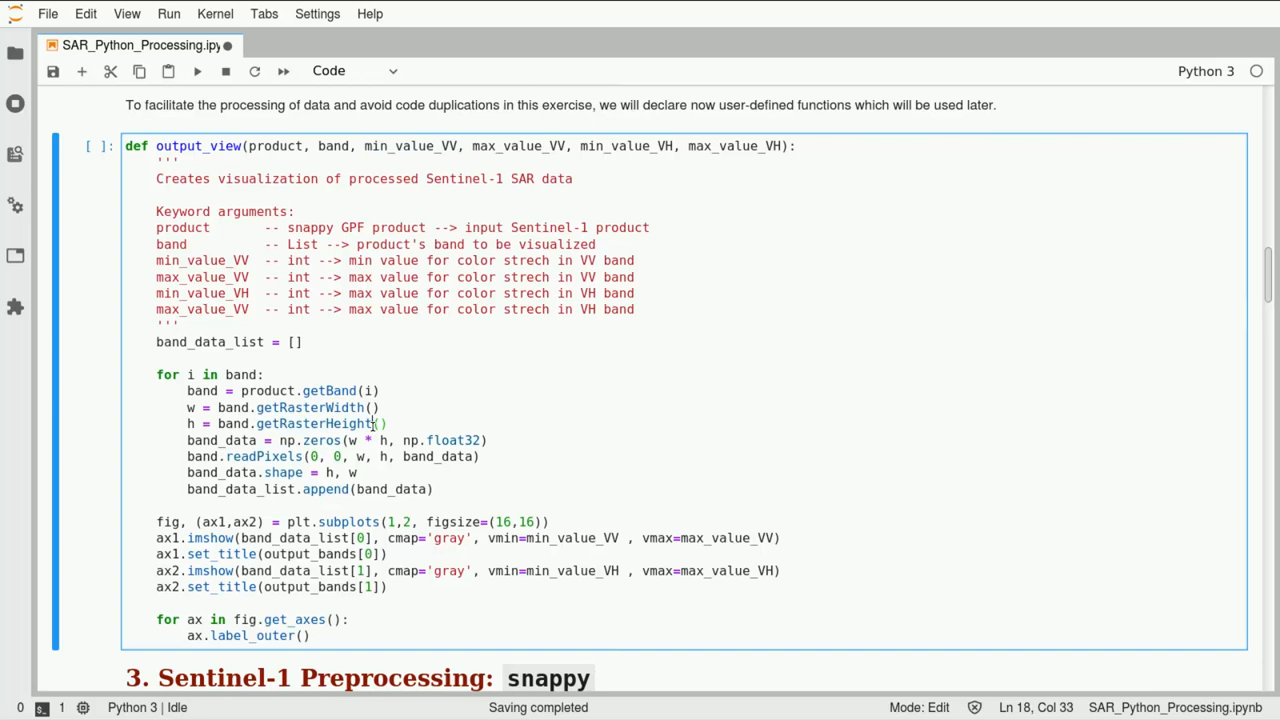 File Edit View Run Kernel Tabs Settings Help
SAR_Python_Processing.ipy
Code
Python 3
To facilitate the processing of data and avoid code duplications in this exercise, we will declare now user-defined functions which will be used later.
[ ]: def output_view(product, band, min_value_VV, max_value_VV, min_value_VH, max_value_VH):
'''
Creates visualization of processed Sentinel-1 SAR data
Keyword arguments:
product -- snappy GPF product --> input Sentinel-1 product
band -- List --> product's band to be visualized
min_value_VV -- int --> min value for color strech in VV band
max_value_VV -- int --> max value for color strech in VV band
min_value_VH -- int --> max value for color strech in VH band
max_value_VV -- int --> max value for color strech in VH band
'''
band_data_list = []
for i in band:
band = product.getBand(i)
w = band.getRasterWidth()
h = band.getRasterHeight()
band_data = np.zeros(w * h, np.float32)
band.readPixels(0, 0, w, h, band_data)
band_data.shape = h, w
band_data_list.append(band_data)
fig, (ax1,ax2) = plt.subplots(1,2, figsize=(16,16))
ax1.imshow(band_data_list[0], cmap='gray', vmin=min_value_VV , vmax=max_value_VV)
ax1.set_title(output_bands[0])
ax2.imshow(band_data_list[1], cmap='gray', vmin=min_value_VH , vmax=max_value_VH)
ax2.set_title(output_bands[1])
for ax in fig.get_axes():
ax.label_outer()
3. Sentinel-1 Preprocessing: snappy
0 1 Python 3 | Idle Saving completed Mode: Edit Ln 18, Col 33 SAR_Python_Processing.ipynb